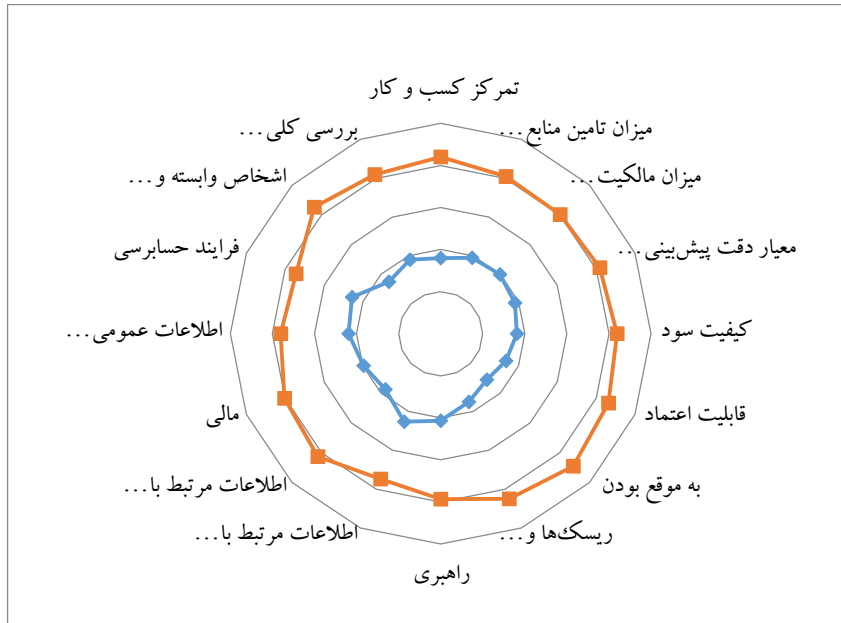 تمرکز کسب و کار
میزان تامین منابع...
میزان مالکیت...
معیار دقت پیش‌بینی...
کیفیت سود
قابلیت اعتماد
به موقع بودن
ریسک‌ها و...
راهبری
اطلاعات مرتبط با...
اطلاعات مرتبط با...
مالی
اطلاعات عمومی...
فرایند حسابرسی
اشخاص وابسته و...
بررسی کلی...